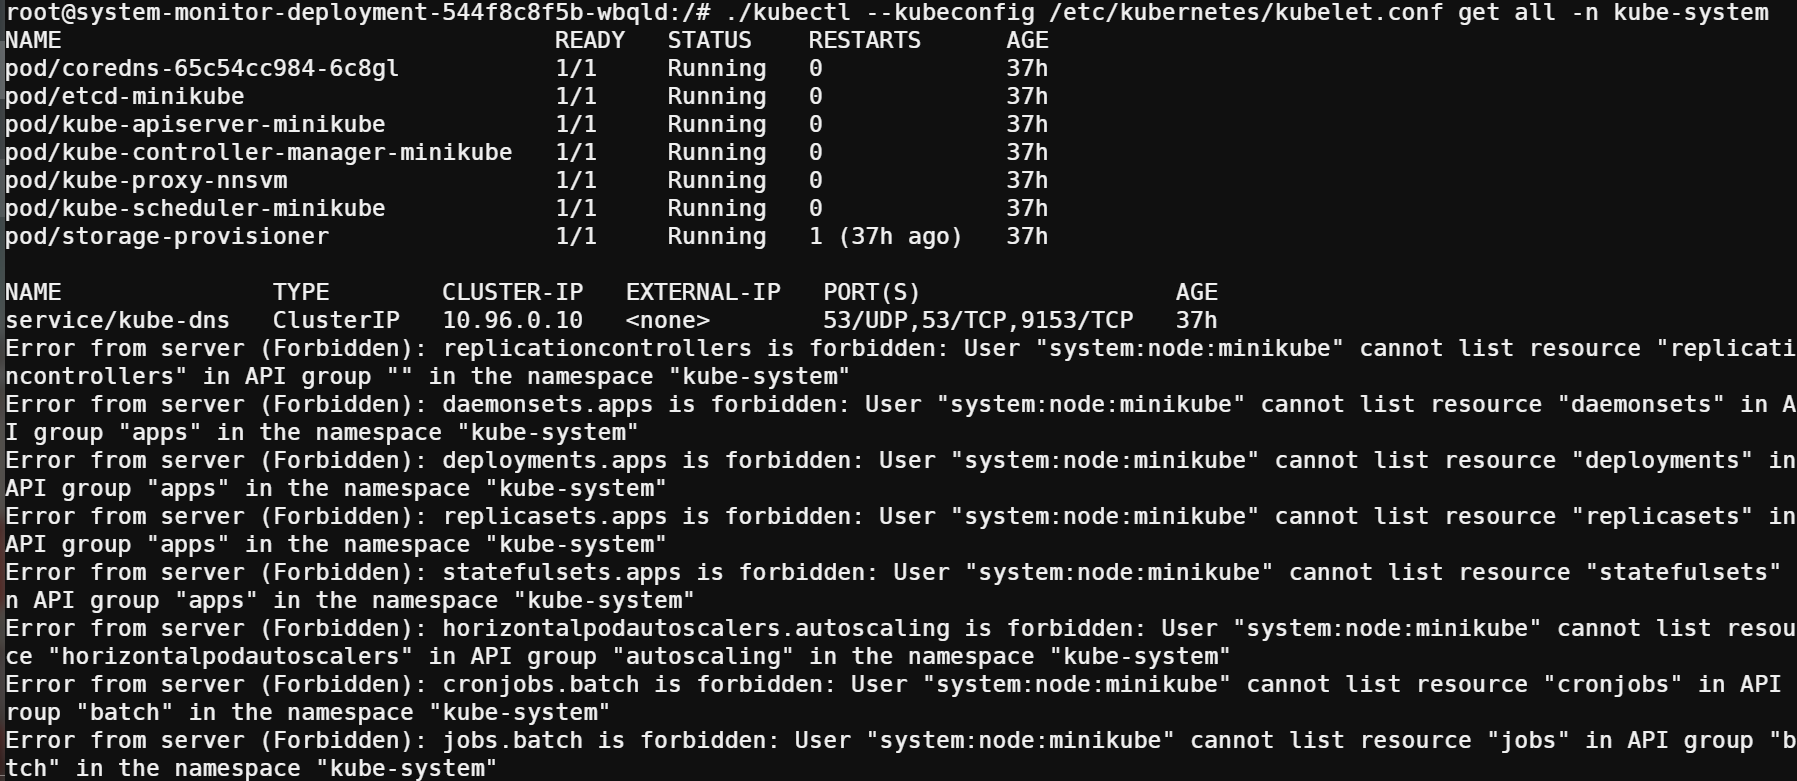 root@system-monitor-deployment-544f8c8f5b-wbqld:/# ./kubectl --kubeconfig /etc/kubernetes/kubelet.conf get all -n kube-system
NAME READY STATUS RESTARTS AGE
pod/coredns-65c54cc984-6c8gl 1/1 Running 0 37h
pod/etcd-minikube 1/1 Running 0 37h
pod/kube-apiserver-minikube 1/1 Running 0 37h
pod/kube-controller-manager-minikube 1/1 Running 0 37h
pod/kube-proxy-nnsvm 1/1 Running 0 37h
pod/kube-scheduler-minikube 1/1 Running 0 37h
pod/storage-provisioner 1/1 Running 1 (37h ago) 37h
NAME TYPE CLUSTER-IP EXTERNAL-IP PORT(S) AGE
service/kube-dns ClusterIP 10.96.0.10 <none> 53/UDP,53/TCP,9153/TCP 37h
Error from server (Forbidden): replicationcontrollers is forbidden: User "system:node:minikube" cannot list resource "replicati
ncontrollers" in API group "" in the namespace "kube-system"
Error from server (Forbidden): daemonsets.apps is forbidden: User "system:node:minikube" cannot list resource "daemonsets" in A
I group "apps" in the namespace "kube-system"
Error from server (Forbidden): deployments.apps is forbidden: User "system:node:minikube" cannot list resource "deployments" in
API group "apps" in the namespace "kube-system"
Error from server (Forbidden): replicasets.apps is forbidden: User "system:node:minikube" cannot list resource "replicasets" in
API group "apps" in the namespace "kube-system"
Error from server (Forbidden): statefulsets.apps is forbidden: User "system:node:minikube" cannot list resource "statefulsets"
n API group "apps" in the namespace "kube-system"
Error from server (Forbidden): horizontalpodautoscalers.autoscaling is forbidden: User "system:node:minikube" cannot list resou
ce "horizontalpodautoscalers" in API group "autoscaling" in the namespace "kube-system"
Error from server (Forbidden): cronjobs.batch is forbidden: User "system:node:minikube" cannot list resource "cronjobs" in API
roup "batch" in the namespace "kube-system"
Error from server (Forbidden): jobs.batch is forbidden: User "system:node:minikube" cannot list resource "jobs" in API group "b
tch" in the namespace "kube-system"